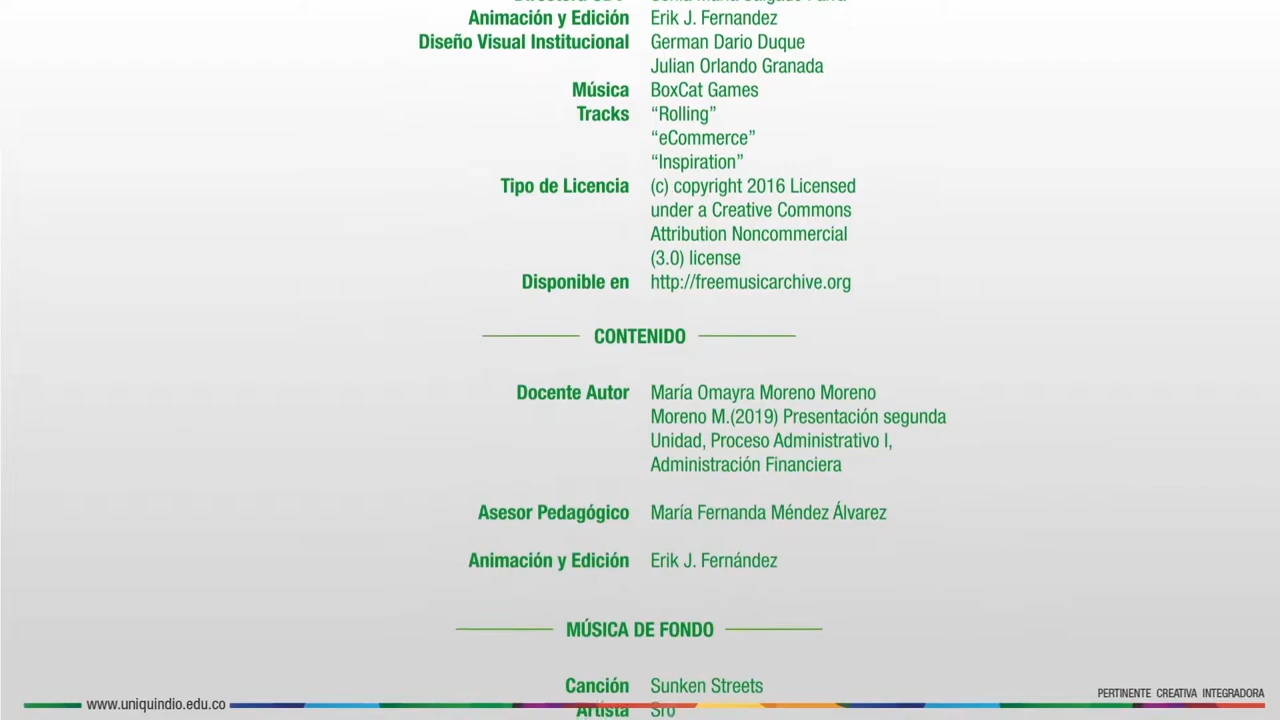 Animación y Edición Erik J. Fernandez
Diseño Visual Institucional German Dario Duque
Julian Orlando Granada
Música BoxCat Games
Tracks “Rolling”
“eCommerce”
“Inspiration”
Tipo de Licencia (c) copyright 2016 Licensed
under a Creative Commons
Attribution Noncommercial
(3.0) license
Disponible en http://freemusicarchive.org
CONTENIDO
Docente Autor María Omayra Moreno Moreno
Moreno M.(2019) Presentación segunda
Unidad, Proceso Administrativo I,
Administración Financiera
Asesor Pedagógico María Fernanda Méndez Álvarez
Animación y Edición Erik J. Fernández
MÚSICA DE FONDO
Canción Sunken Streets
PERTINENTE CREATIVA INTEGRADORA
www.uniquindio.edu.co
Artista Sro